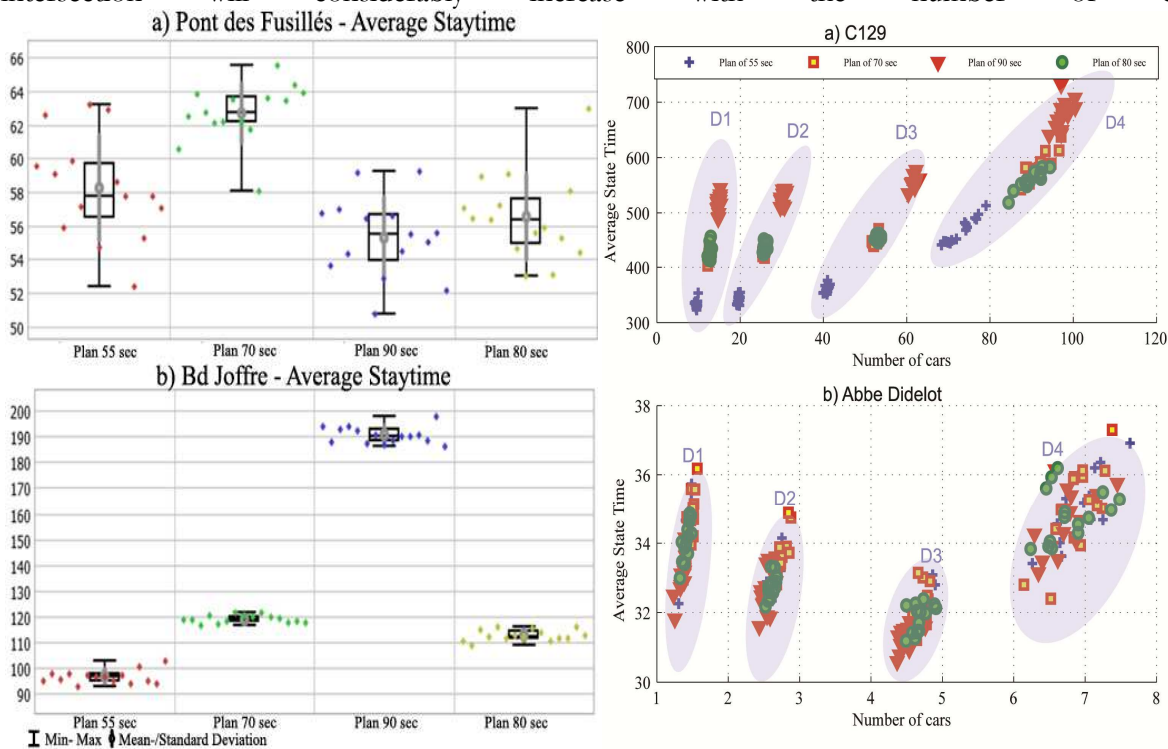 intersection will considerably increase with the number of
a) Pont des Fusillés - Average Staytime
66
64
62
60
58
56
54
52
50
Plan 55 sec
Plan 70 sec
Plan 90 sec
Plan 80 sec
b) Bd Joffre - Average Staytime
200
190
180
170
160
150
140
130
120
110
100
90
Plan 55 sec
Plan 70 sec
Plan 90 sec
Plan 80 sec
Min- Max
Mean-/Standard Deviation
a) C129
Plan of 55 sec
Plan of 70 sec
Plan of 90 sec
Plan of 80 sec
Average State Time
800
700
600
500
400
300
D1
D2
D3
D4
0
20
40
60
80
100
120
Number of cars
b) Abbe Didelot
Average State Time
38
36
34
32
30
D1
D2
D3
D4
1
2
3
4
5
6
7
8
Number of cars